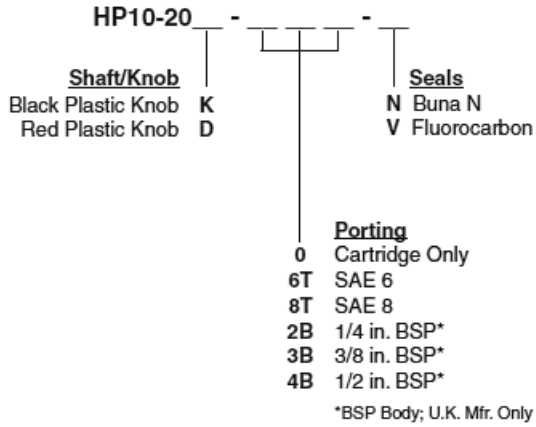 HP10-20__ - __ __ __ - __
Shaft/Knob
Black Plastic Knob K
Red Plastic Knob D
Seals
N Buna N
V Fluorocarbon
Porting
0 Cartridge Only
6T SAE 6
8T SAE 8
2B 1/4 in. BSP*
3B 3/8 in. BSP*
4B 1/2 in. BSP*
*BSP Body; U.K. Mfr. Only